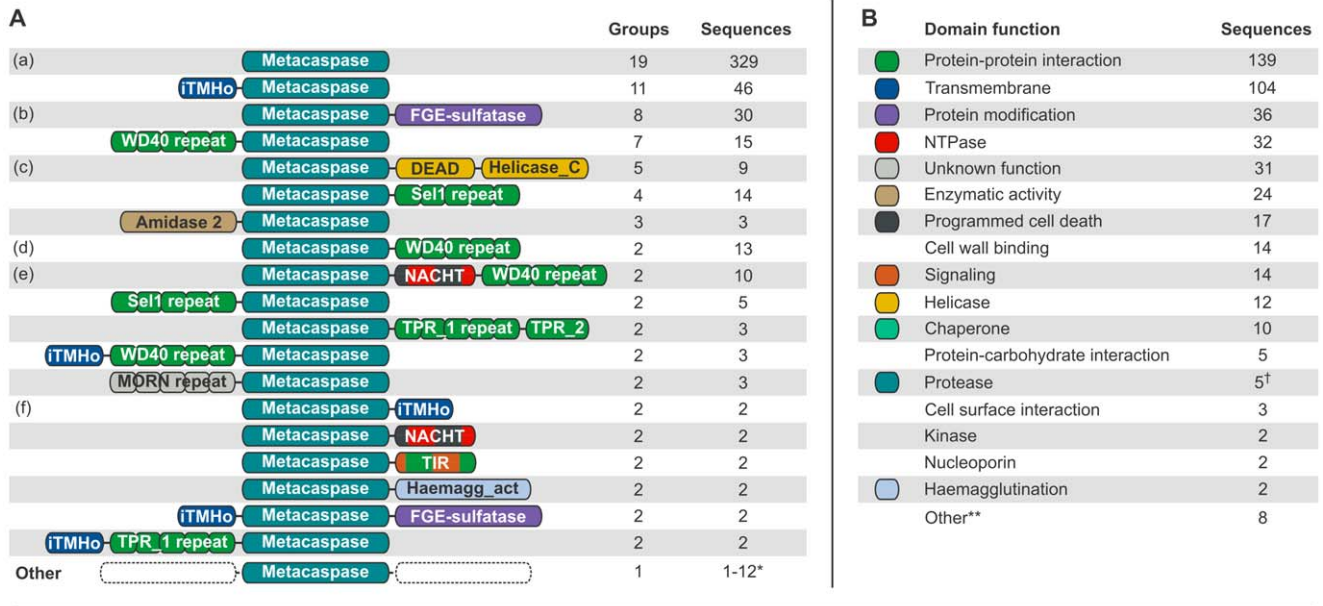 A
Groups Sequences
(a) Metacaspase 19 329
iTMHo Metacaspase 11 46
(b) Metacaspase FGE-sulfatase 8 30
WD40 repeat Metacaspase 7 15
(c) Metacaspase DEAD Helicase_C 5 9
Metacaspase Sel1 repeat 4 14
Amidase 2 Metacaspase 3 3
(d) Metacaspase WD40 repeat 2 13
(e) Metacaspase NACHT WD40 repeat 2 10
Sel1 repeat Metacaspase 2 5
Metacaspase TPR_1 repeat TPR_2 2 3
iTMHo WD40 repeat Metacaspase 2 3
MORN repeat Metacaspase 2 3
(f) Metacaspase iTMHo 2 2
Metacaspase NACHT 2 2
Metacaspase TIR 2 2
Metacaspase Haemagg_act 2 2
iTMHo Metacaspase FGE-sulfatase 2 2
iTMHo TPR_1 repeat Metacaspase 2 2
Other Metacaspase 1 1-12*
B
Domain function Sequences
Protein-protein interaction 139
Transmembrane 104
Protein modification 36
NTPase 32
Unknown function 31
Enzymatic activity 24
Programmed cell death 17
Cell wall binding 14
Signaling 14
Helicase 12
Chaperone 10
Protein-carbohydrate interaction 5
Protease 5†
Cell surface interaction 3
Kinase 2
Nucleoporin 2
Haemagglutination 2
Other** 8